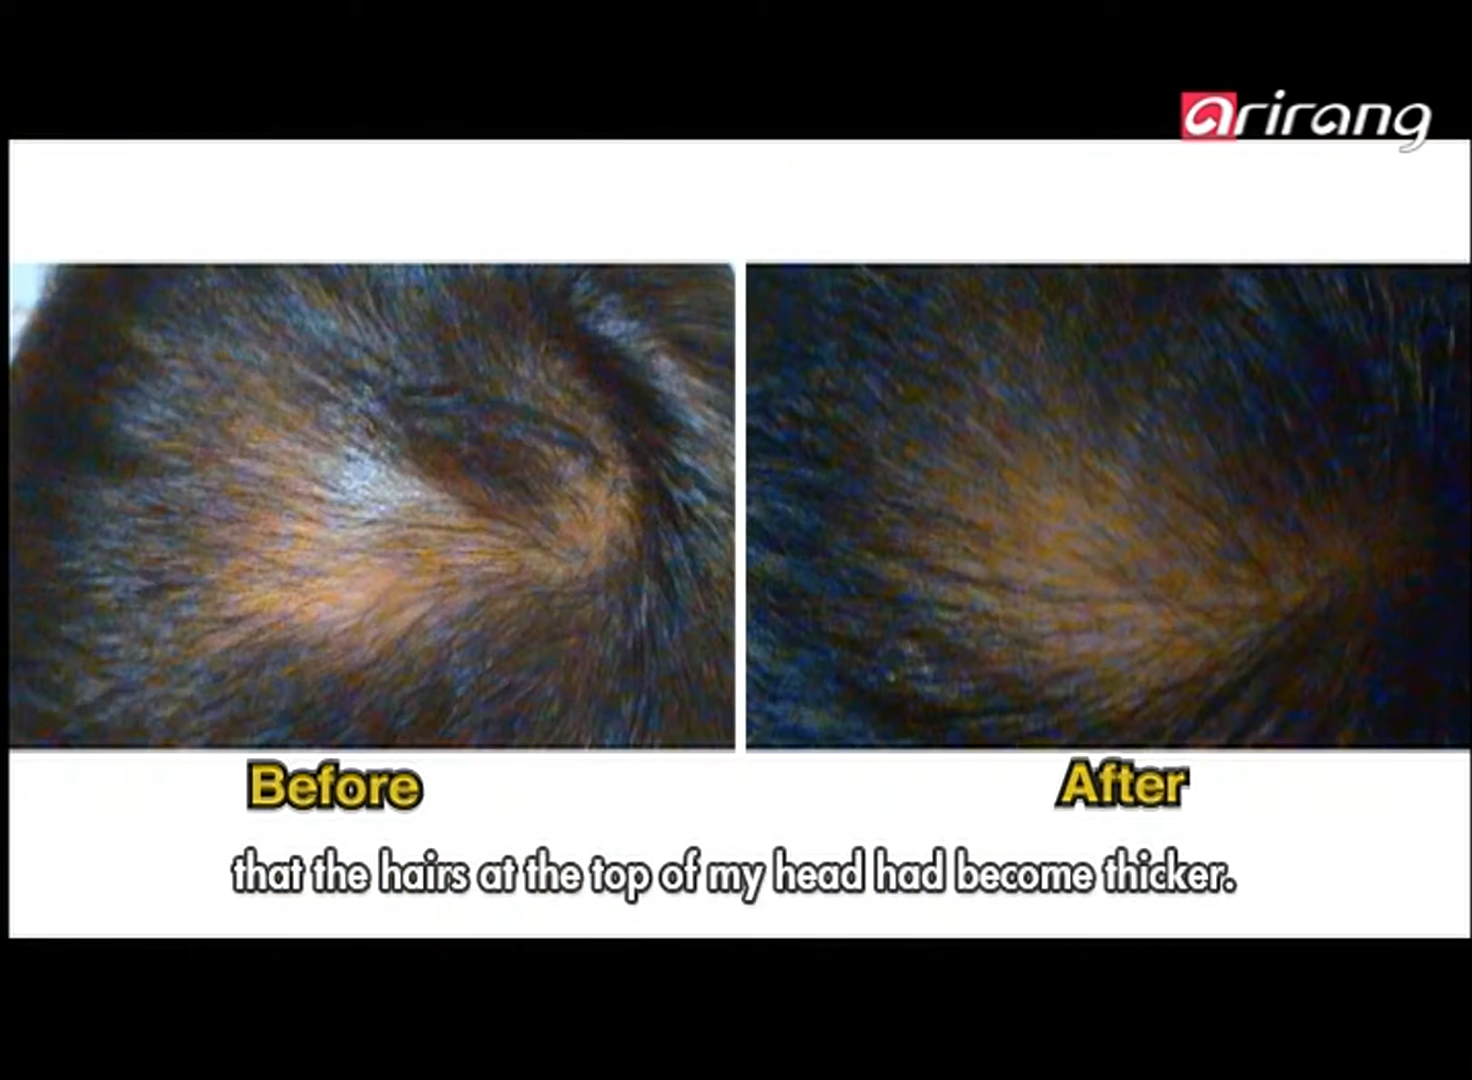 arirang
Before
After
that the hairs at the top of my head had become thicker.